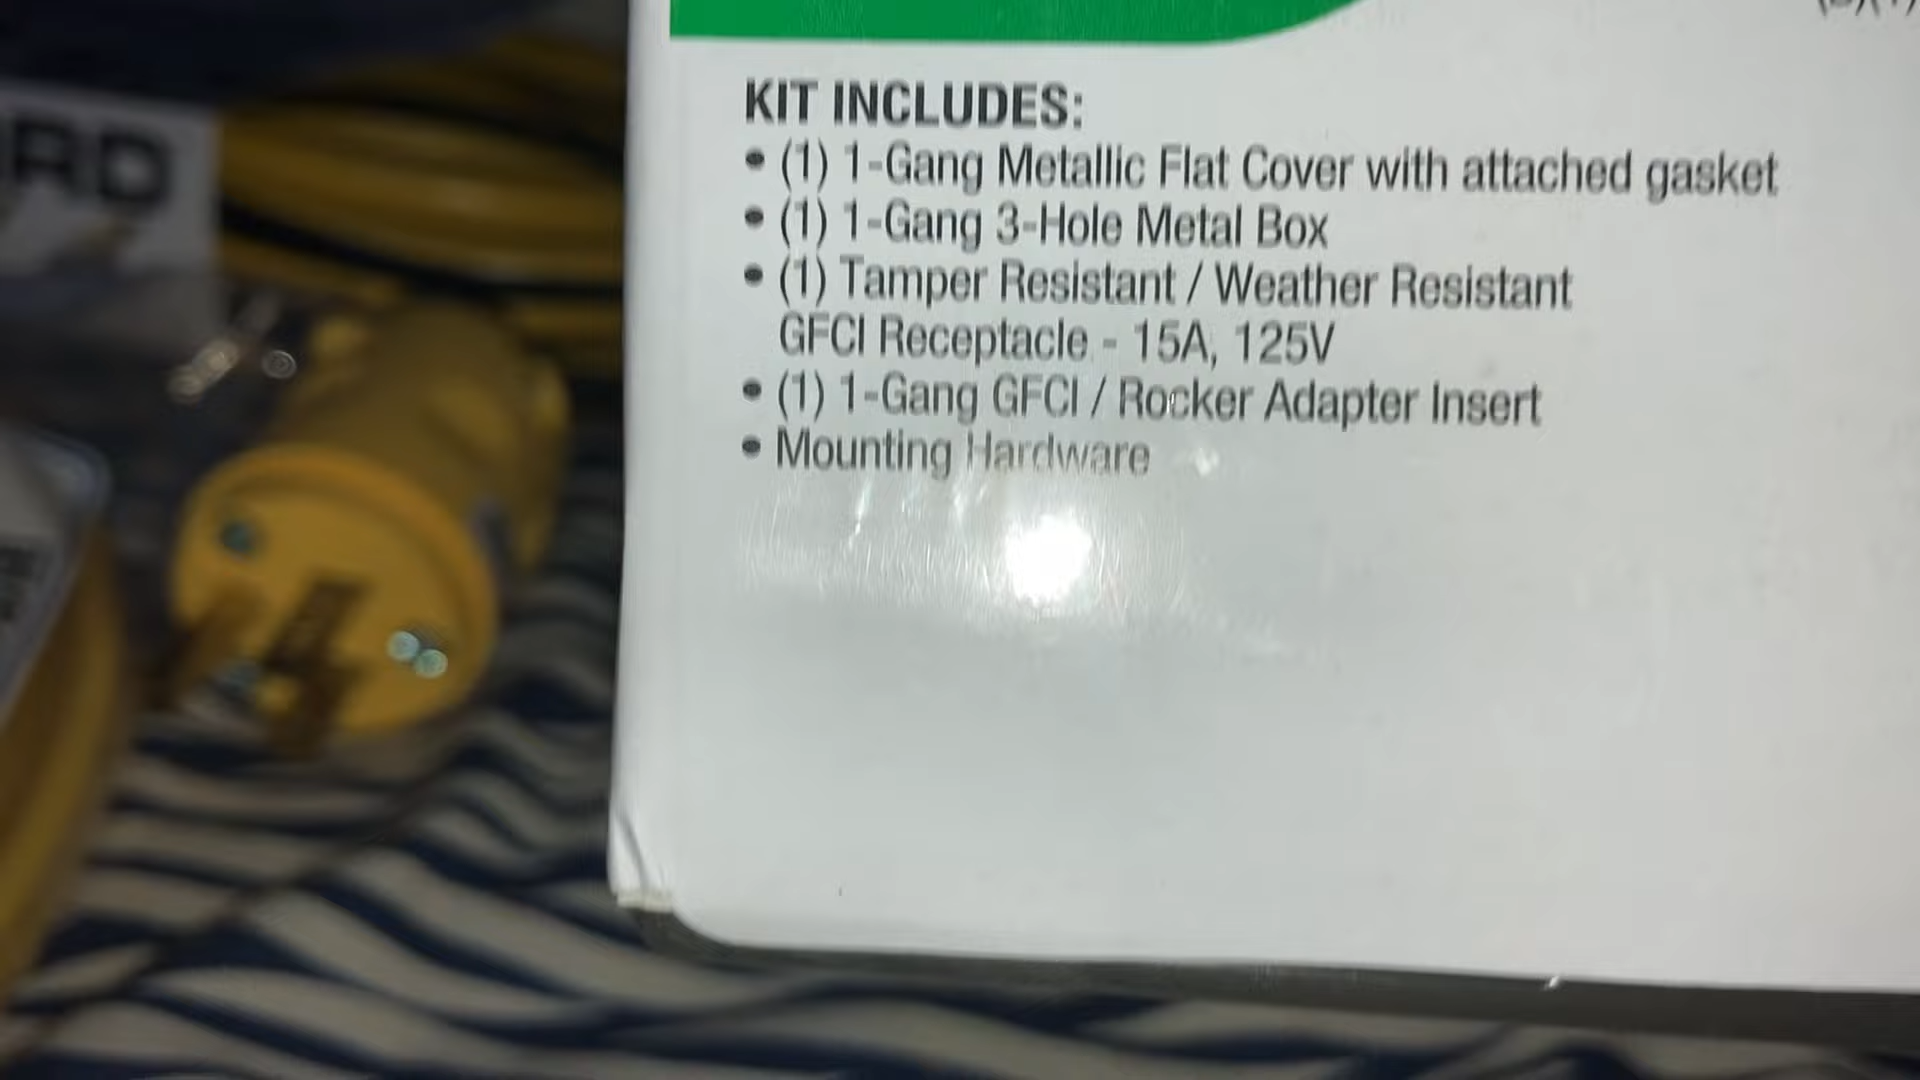 KIT INCLUDES:
• (1) 1-Gang Metallic Flat Cover with attached gasket
• (1) 1-Gang 3-Hole Metal Box
• (1) Tamper Resistant / Weather Resistant
GFCI Receptacle - 15A, 125V
• (1) 1-Gang GFCI / Rocker Adapter Insert
• Mounting Hardware